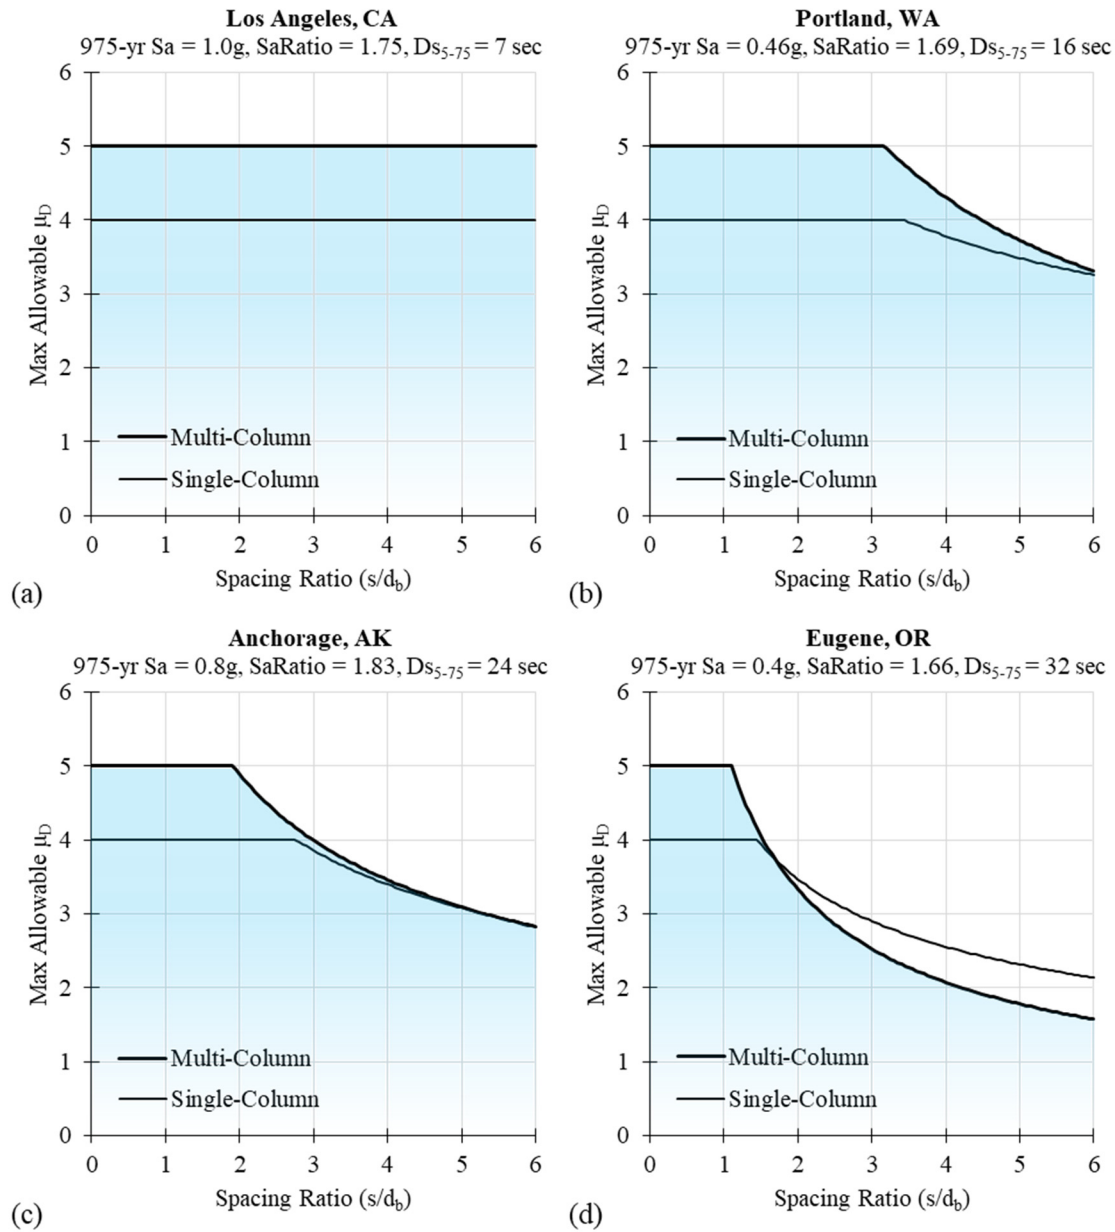 Los Angeles, CA
975-yr Sa = 1.0g, SaRatio = 1.75, Ds5-75 = 7 sec
6
5
4
3
2
1
0
Max Allowable μD
Multi-Column
Single-Column
0 1 2 3 4 5 6
Spacing Ratio (s/db)
(a)
Portland, WA
975-yr Sa = 0.46g, SaRatio = 1.69, Ds5-75 = 16 sec
6
5
4
3
2
1
0
Max Allowable μD
Multi-Column
Single-Column
0 1 2 3 4 5 6
Spacing Ratio (s/db)
(b)
Anchorage, AK
975-yr Sa = 0.8g, SaRatio = 1.83, Ds5-75 = 24 sec
6
5
4
3
2
1
0
Max Allowable μD
Multi-Column
Single-Column
0 1 2 3 4 5 6
Spacing Ratio (s/db)
(c)
Eugene, OR
975-yr Sa = 0.4g, SaRatio = 1.66, Ds5-75 = 32 sec
6
5
4
3
2
1
0
Max Allowable μD
Multi-Column
Single-Column
0 1 2 3 4 5 6
Spacing Ratio (s/db)
(d)